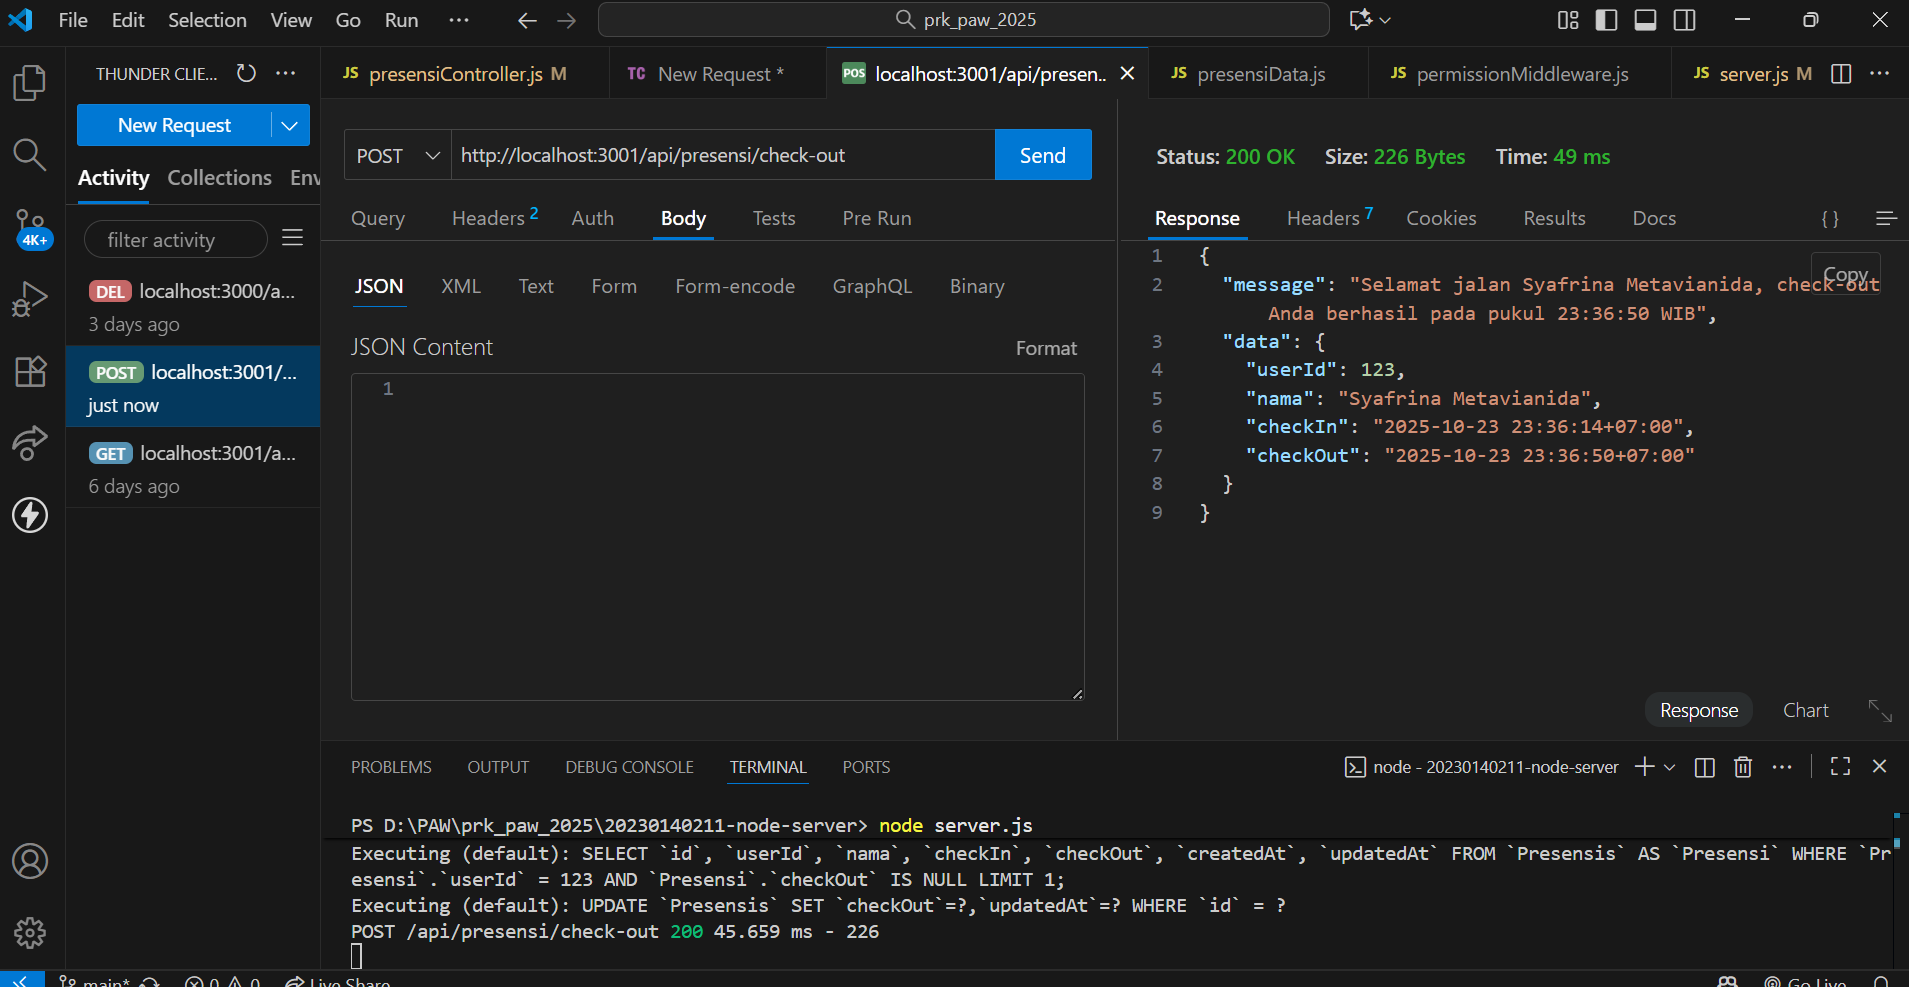 File Edit Selection View Go Run ···
prk_paw_2025
THUNDER CLIE... ···
JS presensiController.js M
TC New Request *
POS localhost:3001/api/presen..
JS presensiData.js
JS permissionMiddleware.js
JS server.js M
New Request
Activity Collections Env
4K+
filter activity
DEL localhost:3000/a...
3 days ago
POST localhost:3001/...
just now
GET localhost:3001/a...
6 days ago
POST http://localhost:3001/api/presensi/check-out Send
Query Headers 2 Auth Body Tests Pre Run
JSON XML Text Form Form-encode GraphQL Binary
JSON Content Format
1
Status: 200 OK Size: 226 Bytes Time: 49 ms
Response Headers 7 Cookies Results Docs { }
Copy
1 {
2 "message": "Selamat jalan Syafrina Metavianida, check-out
Anda berhasil pada pukul 23:36:50 WIB",
3 "data": {
4 "userId": 123,
5 "nama": "Syafrina Metavianida",
6 "checkIn": "2025-10-23 23:36:14+07:00",
7 "checkOut": "2025-10-23 23:36:50+07:00"
8 }
9 }
Response Chart
PROBLEMS OUTPUT DEBUG CONSOLE TERMINAL PORTS
node - 20230140211-node-server
PS D:\PAW\prk_paw_2025\20230140211-node-server> node server.js
Executing (default): SELECT `id`, `userId`, `nama`, `checkIn`, `checkOut`, `createdAt`, `updatedAt` FROM `Presensis` AS `Presensi` WHERE `Pr
esensi`.`userId` = 123 AND `Presensi`.`checkOut` IS NULL LIMIT 1;
Executing (default): UPDATE `Presensis` SET `checkOut`=?,`updatedAt`=? WHERE `id` = ?
POST /api/presensi/check-out 200 45.659 ms - 226
main* 0 0 Live Share Go Live